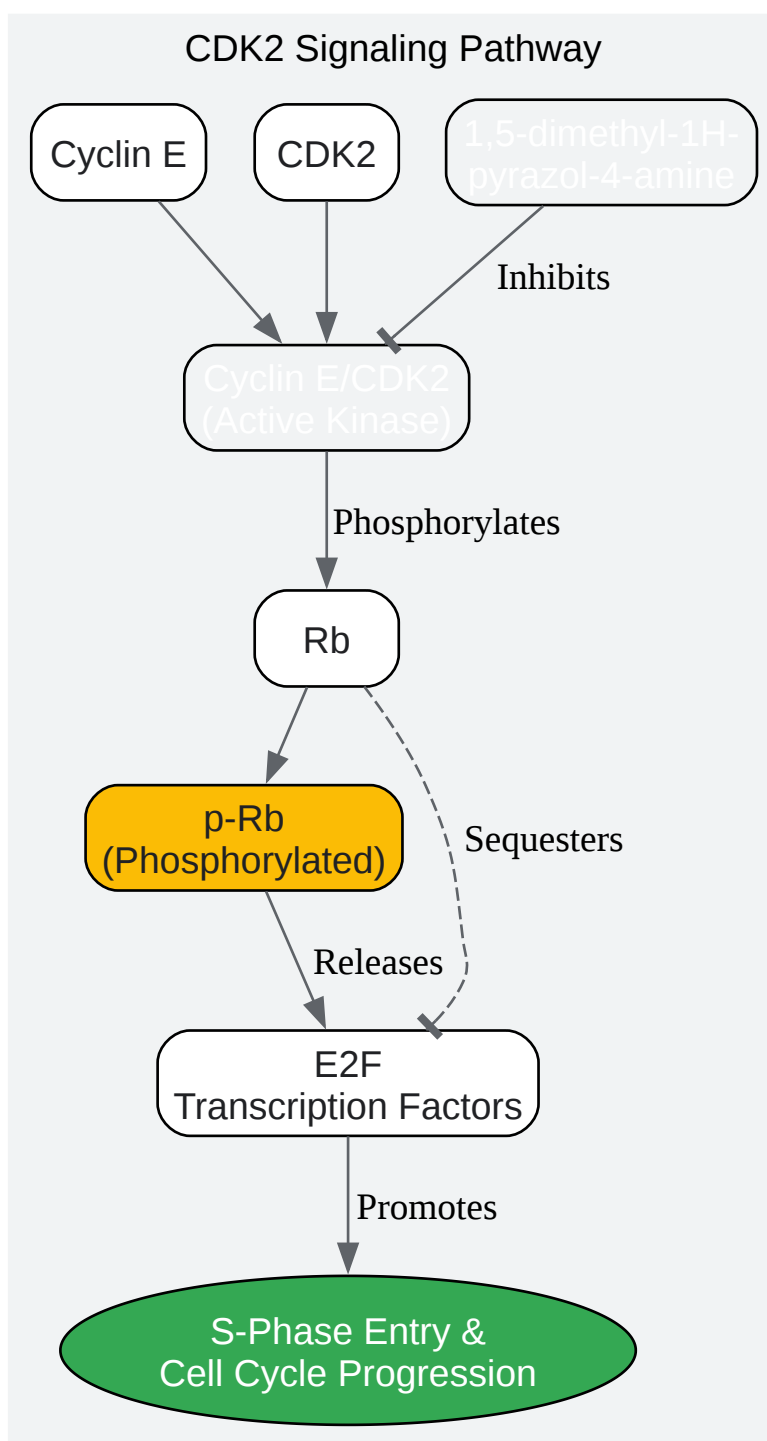 CDK2 Signaling Pathway
Cyclin E
CDK2
1,5-dimethyl-1H-
pyrazol-4-amine
Inhibits
Cyclin E/CDK2
(Active Kinase)
Phosphorylates
Rb
p-Rb
(Phosphorylated)
Sequesters
Releases
E2F
Transcription Factors
Promotes
S-Phase Entry &
Cell Cycle Progression